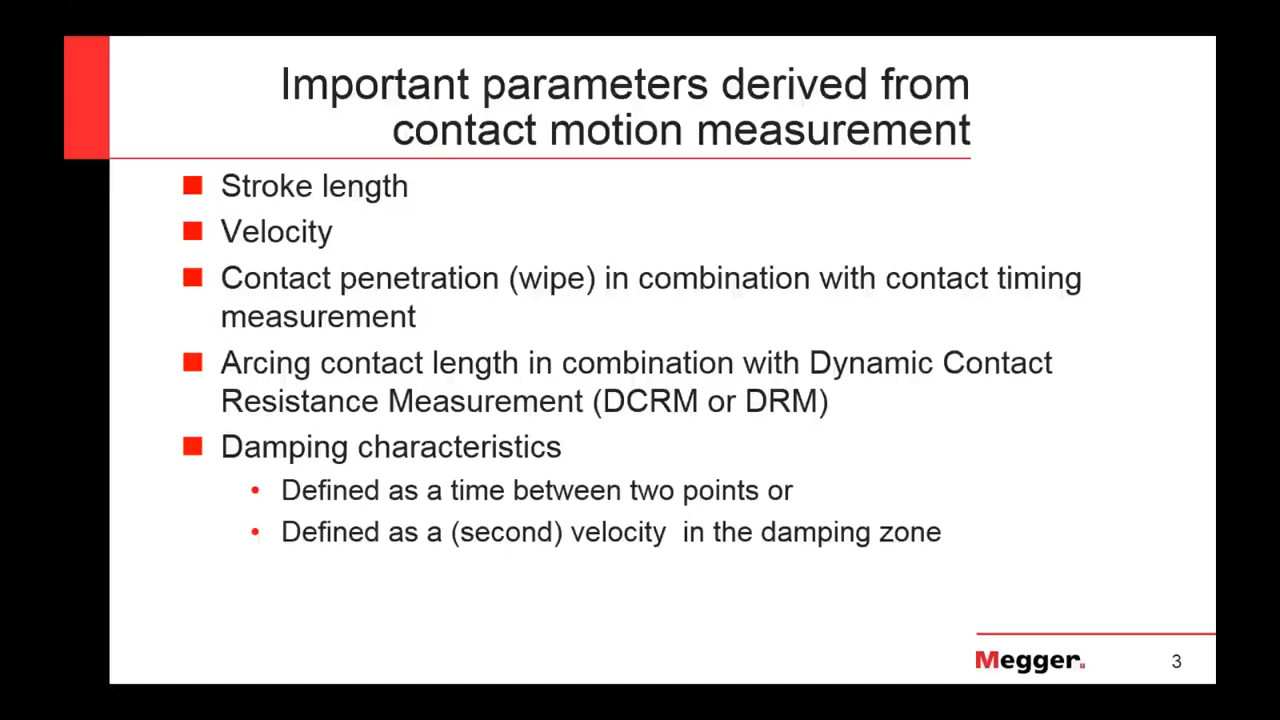 Important parameters derived from
contact motion measurement
Stroke length
Velocity
Contact penetration (wipe) in combination with contact timing
measurement
Arcing contact length in combination with Dynamic Contact
Resistance Measurement (DCRM or DRM)
Damping characteristics
• Defined as a time between two points or
• Defined as a (second) velocity in the damping zone
Megger.
3